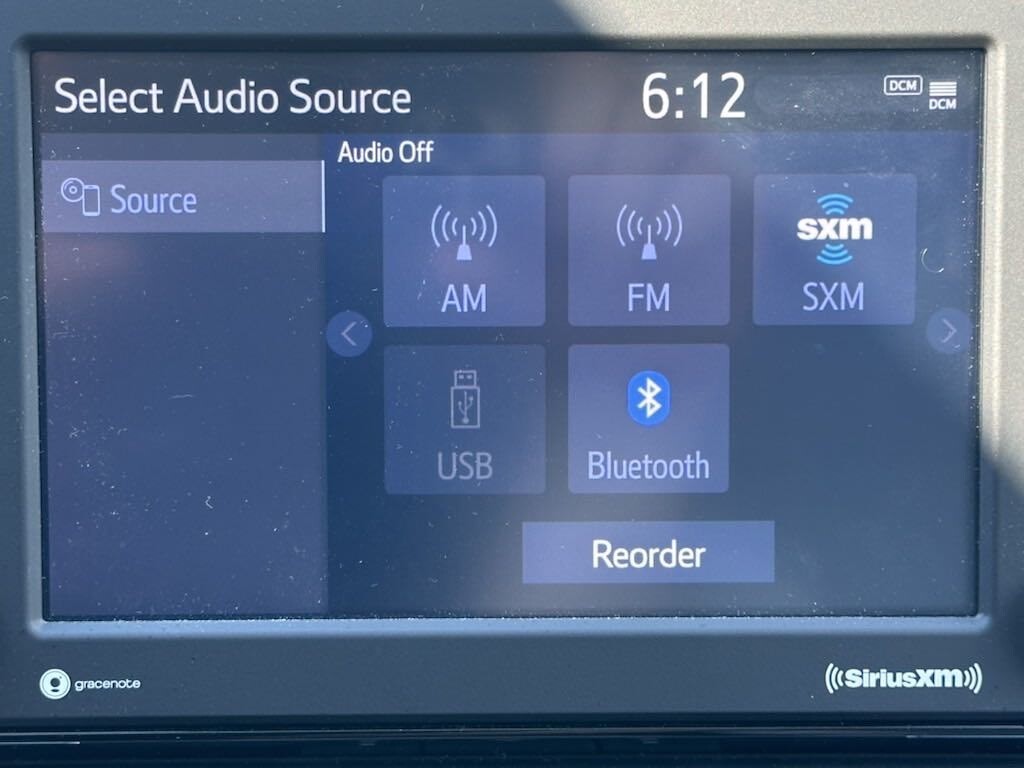 Select Audio Source
6:12
DCM
DCM
Source
Audio Off
AM
FM
sxm
SXM
USB
Bluetooth
Reorder
gracenote
SiriusXM